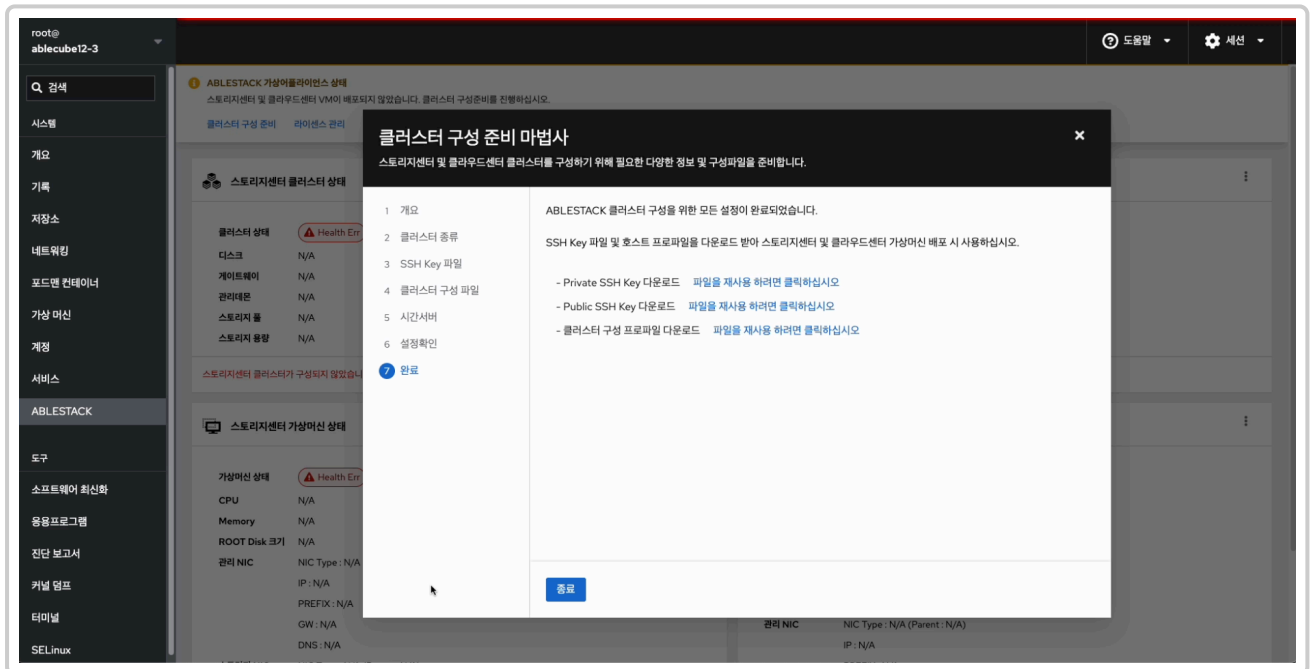 root@
ablecube12-3
도움말
세션
검색
시스템
개요
기록
저장소
네트워킹
포드맨 컨테이너
가상 머신
계정
서비스
ABLESTACK
도구
소프트웨어 최신화
응용프로그램
진단 보고서
커널 덤프
터미널
SELinux
ABLESTACK 가상어플라이언스 상태
스토리지센터 및 클라우드센터 VM이 배포되지 않았습니다. 클러스터 구성준비를 진행하십시오.
클러스터 구성 준비 라이센스 관리
스토리지센터 클러스터 상태
클러스터 상태 Health Err
디스크 N/A
게이트웨이 N/A
관리데몬 N/A
스토리지 풀 N/A
스토리지 용량 N/A
스토리지센터 클러스터가 구성되지 않았습니
스토리지센터 가상머신 상태
가상머신 상태 Health Err
CPU N/A
Memory N/A
ROOT Disk 크기 N/A
관리 NIC NIC Type : N/A
IP : N/A
PREFIX : N/A
GW : N/A
DNS : N/A
클러스터 구성 준비 마법사
스토리지센터 및 클라우드센터 클러스터를 구성하기 위해 필요한 다양한 정보 및 구성파일을 준비합니다.
1 개요
2 클러스터 종류
3 SSH Key 파일
4 클러스터 구성 파일
5 시간서버
6 설정확인
7 완료
ABLESTACK 클러스터 구성을 위한 모든 설정이 완료되었습니다.
SSH Key 파일 및 호스트 프로파일을 다운로드 받아 스토리지센터 및 클라우드센터 가상머신 배포 시 사용하십시오.
- Private SSH Key 다운로드 파일을 재사용 하려면 클릭하십시오
- Public SSH Key 다운로드 파일을 재사용 하려면 클릭하십시오
- 클러스터 구성 프로파일 다운로드 파일을 재사용 하려면 클릭하십시오
종료
관리 NIC NIC Type : N/A (Parent : N/A)
IP : N/A